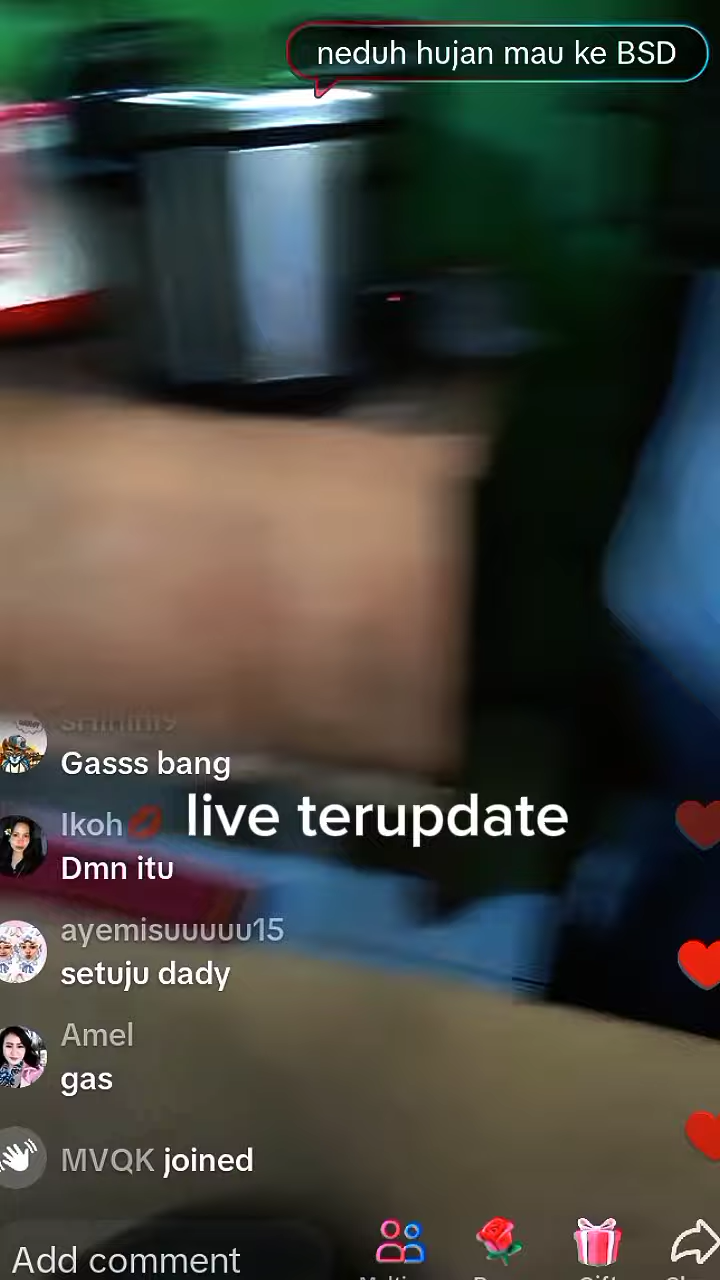 neduh hujan mau ke BSD
Gasss bang
Ikoh💋
live terupdate
Dmn itu
ayemisuuuuu15
setuju dady
Amel
gas
MVQK joined
Add comment